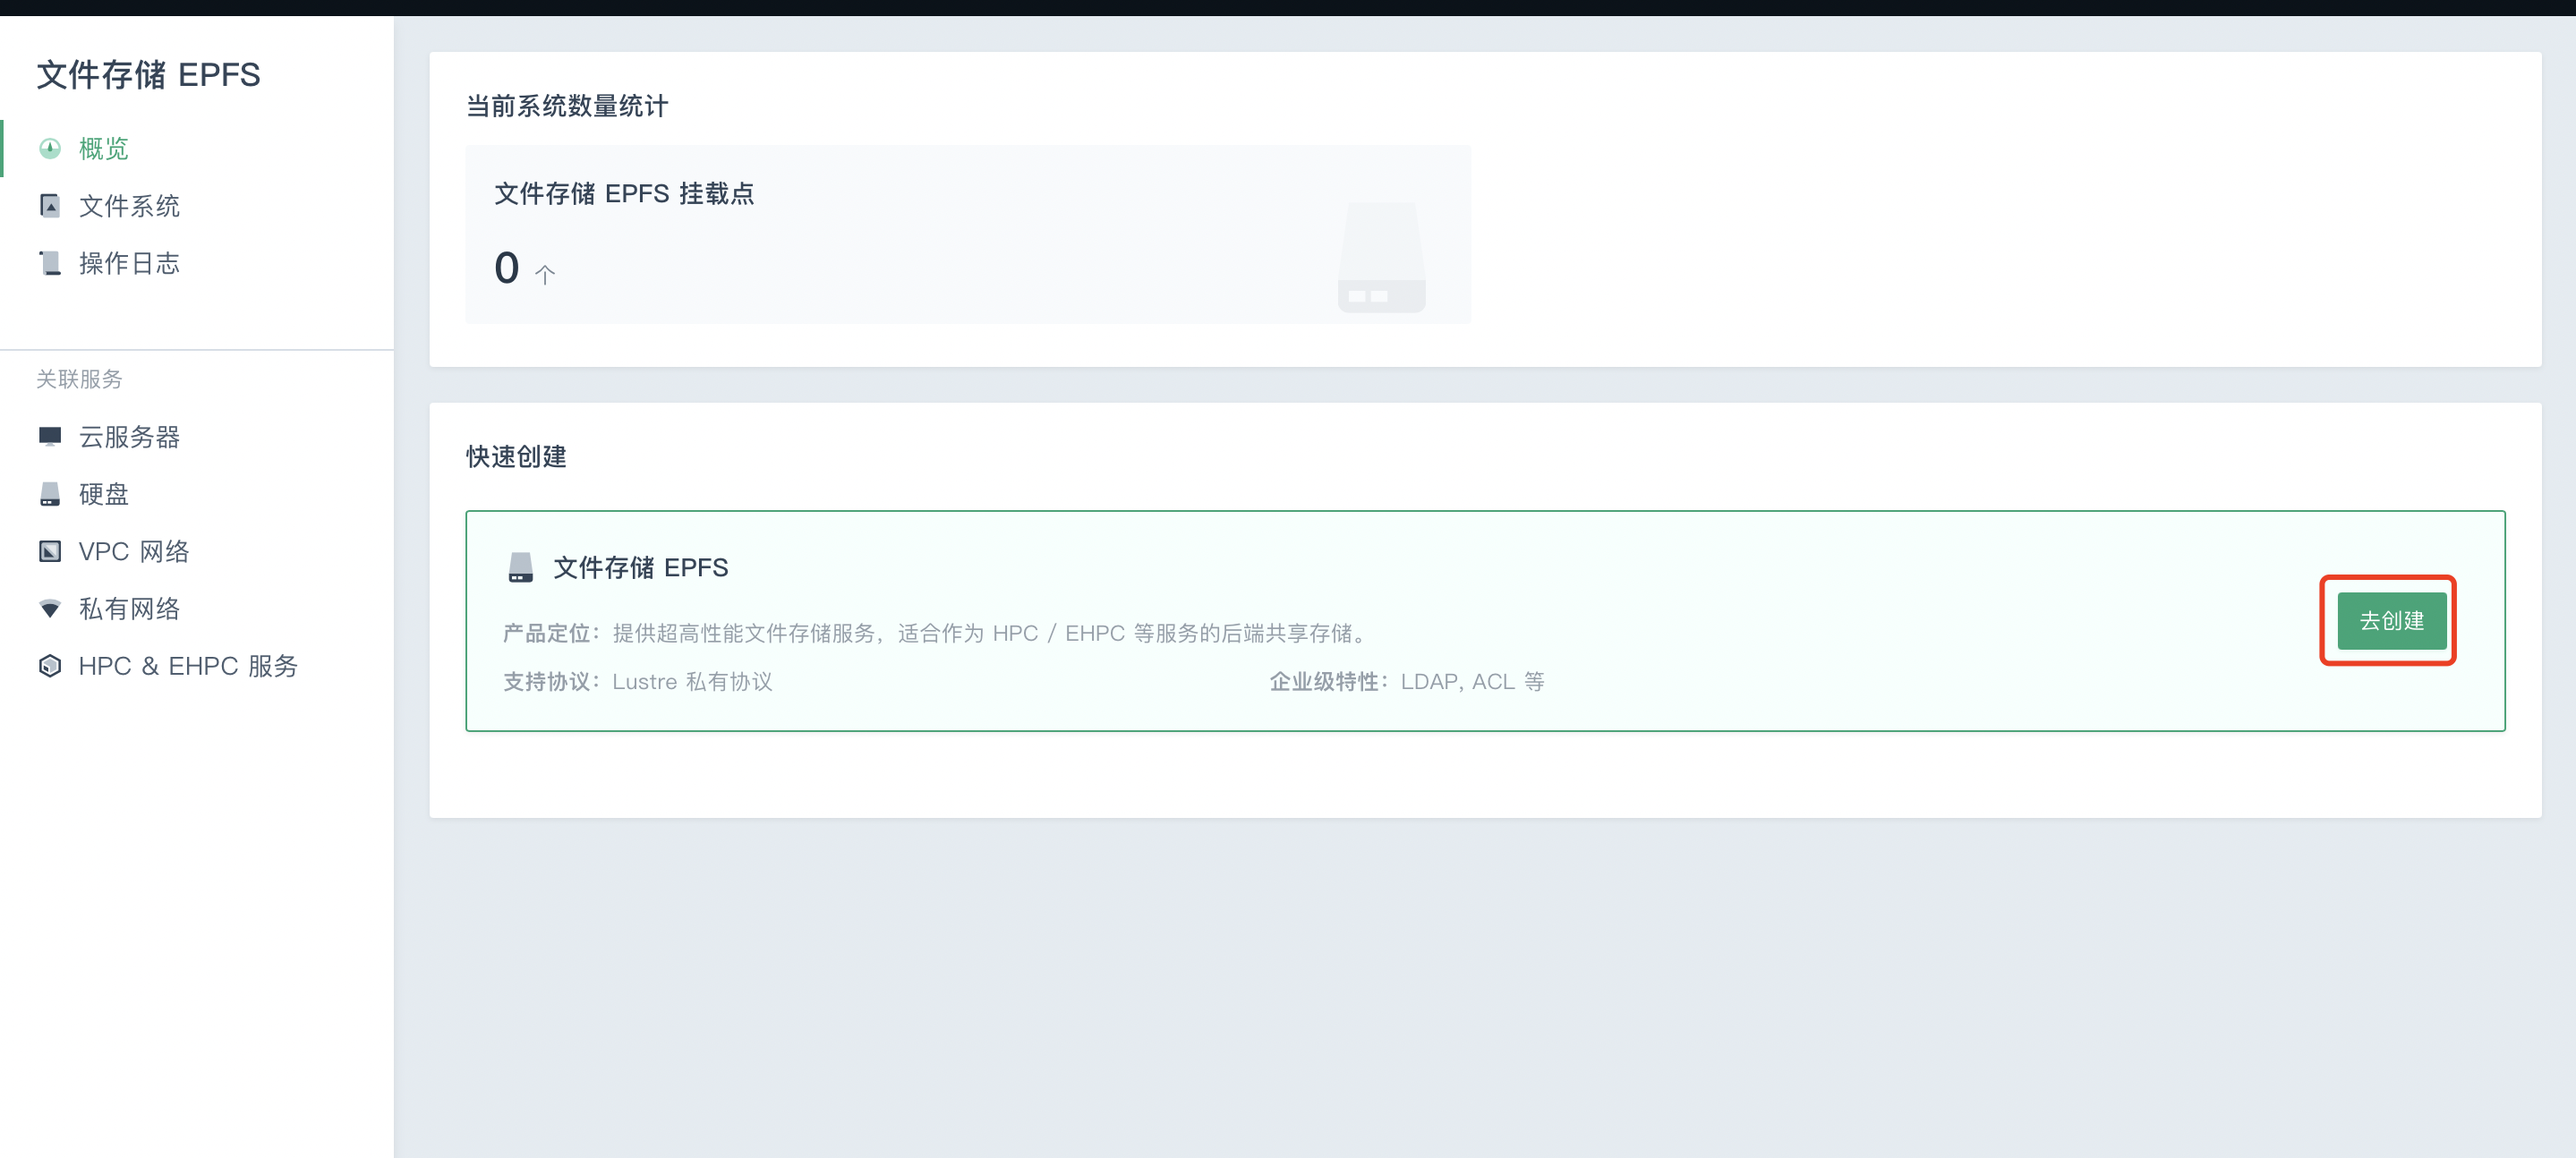 文件存储 EPFS
概览
文件系统
操作日志
关联服务
云服务器
硬盘
VPC 网络
私有网络
HPC & EHPC 服务
当前系统数量统计
文件存储 EPFS 挂载点
0 个
快速创建
文件存储 EPFS
产品定位：提供超高性能文件存储服务，适合作为 HPC / EHPC 等服务的后端共享存储。
支持协议：Lustre 私有协议
企业级特性：LDAP, ACL 等
去创建